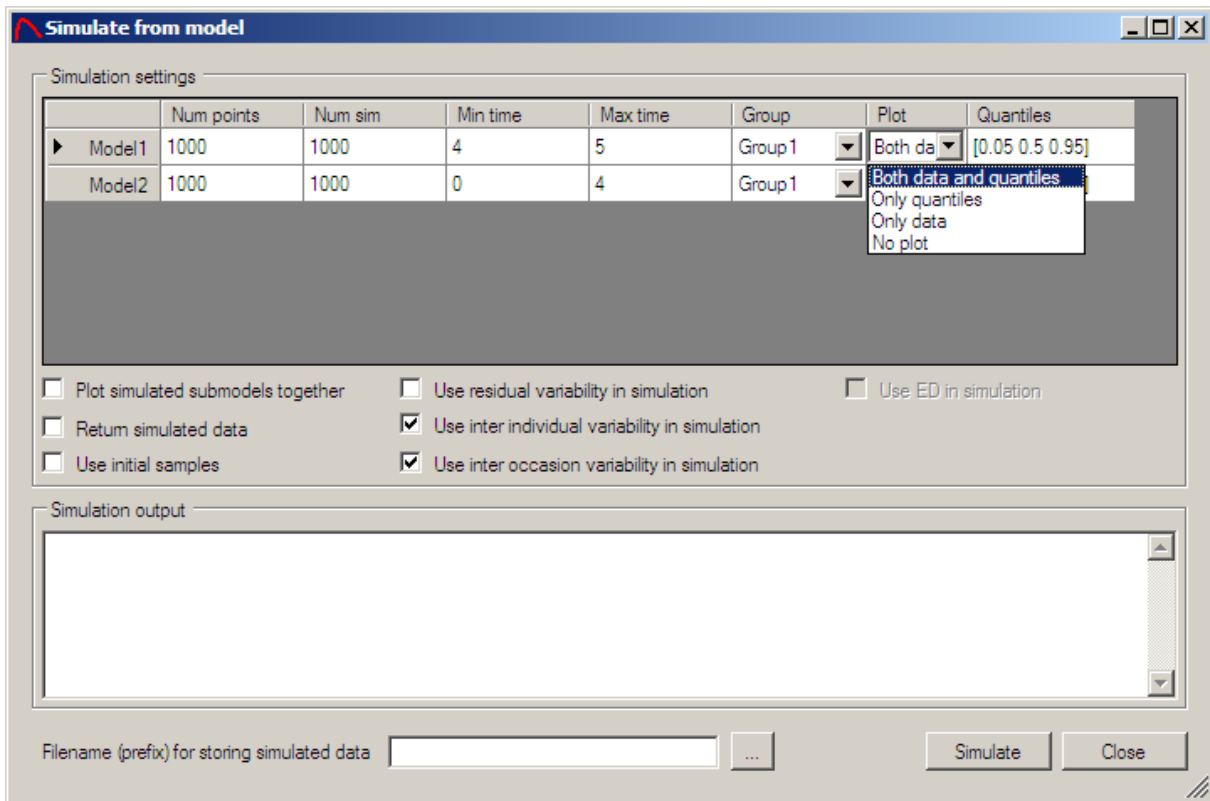 Simulate from model
Simulation settings
Num points Num sim Min time Max time Group Plot Quantiles
Model1 1000 1000 4 5 Group1 Both da [0.05 0.5 0.95]
Model2 1000 1000 0 4 Group1 ]
Both data and quantiles
Only quantiles
Only data
No plot
Plot simulated submodels together Use residual variability in simulation Use ED in simulation
Return simulated data Use inter individual variability in simulation
Use initial samples Use inter occasion variability in simulation
Simulation output
Filename (prefix) for storing simulated data ... Simulate Close